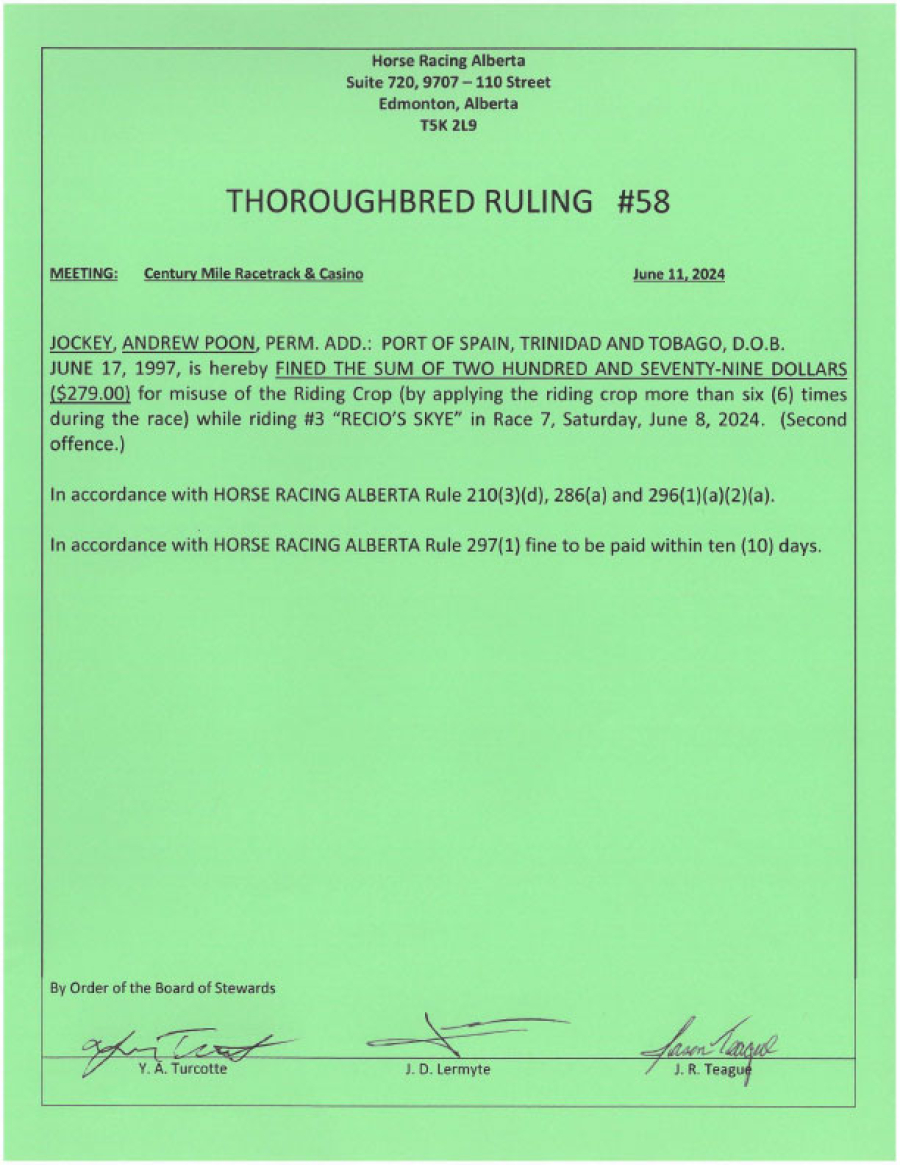 Horse Racing Alberta
Suite 720, 9707 – 110 Street
Edmonton, Alberta
T5K 2L9
THOROUGHBRED RULING #58
MEETING: Century Mile Racetrack & Casino June 11, 2024
JOCKEY, ANDREW POON, PERM. ADD.: PORT OF SPAIN, TRINIDAD AND TOBAGO, D.O.B.
JUNE 17, 1997, is hereby FINED THE SUM OF TWO HUNDRED AND SEVENTY-NINE DOLLARS
($279.00) for misuse of the Riding Crop (by applying the riding crop more than six (6) times
during the race) while riding #3 “RECIO’S SKYE” in Race 7, Saturday, June 8, 2024. (Second
offence.)
In accordance with HORSE RACING ALBERTA Rule 210(3)(d), 286(a) and 296(1)(a)(2)(a).
In accordance with HORSE RACING ALBERTA Rule 297(1) fine to be paid within ten (10) days.
By Order of the Board of Stewards
Jason Teague
Y. A. Turcotte J. D. Lermyte J. R. Teague